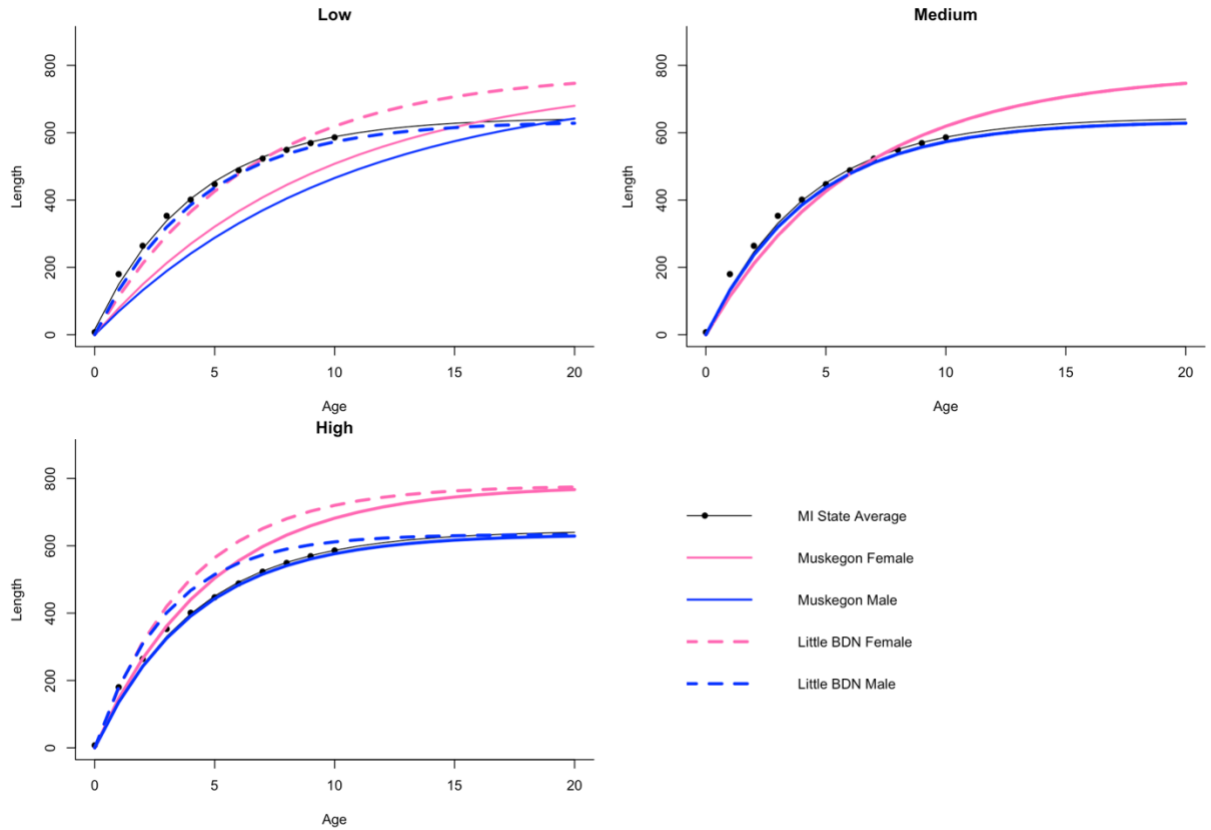 Low
Length
0 200 400 600 800
0 5 10 15 20
Age
Medium
Length
0 200 400 600 800
0 5 10 15 20
Age
High
Length
0 200 400 600 800
0 5 10 15 20
Age
MI State Average
Muskegon Female
Muskegon Male
Little BDN Female
Little BDN Male